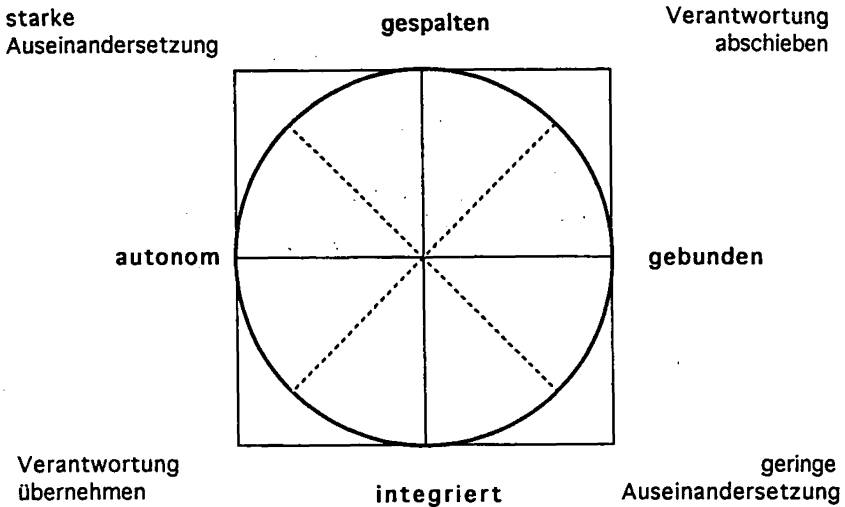 starke
Auseinandersetzung
gespalten
Verantwortung
abschieben
autonom
gebunden
Verantwortung
übernehmen
integriert
geringe
Auseinandersetzung